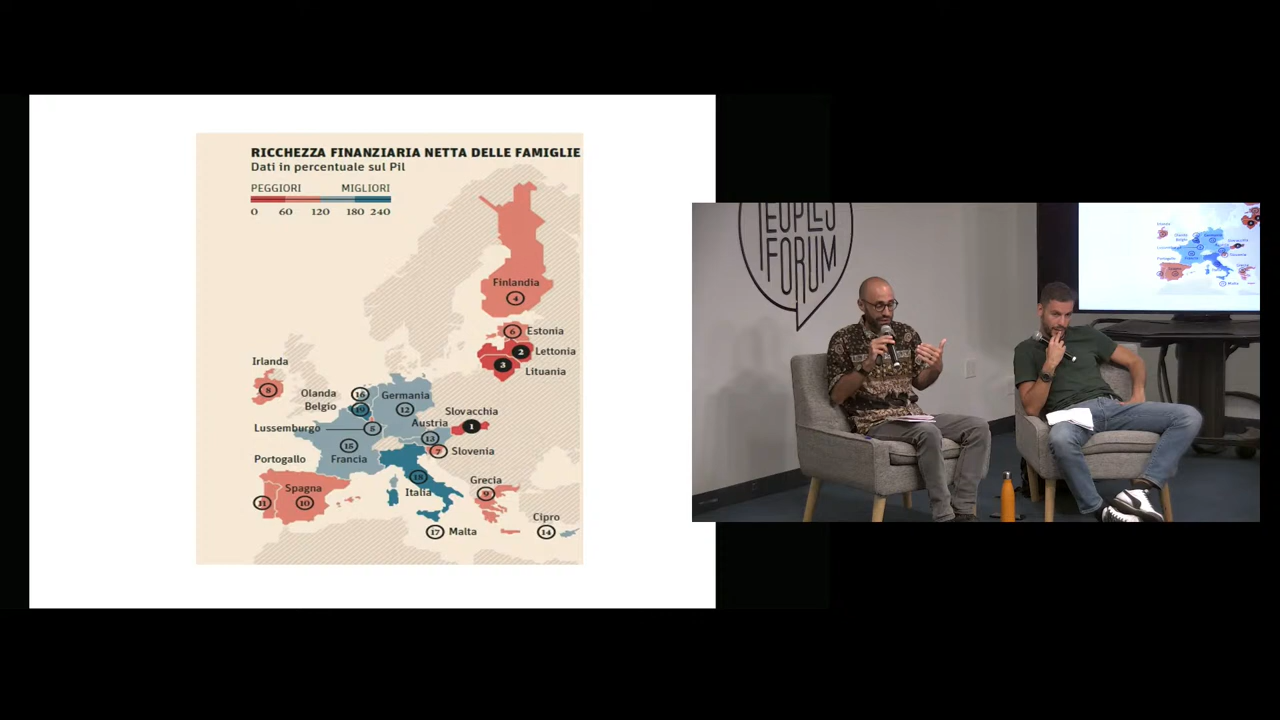 RICCHEZZA FINANZIARIA NETTA DELLE FAMIGLIE
Dati in percentuale sul Pil
PEGGIORI MIGLIORI
0 60 120 180 240
Finlandia
4
6 Estonia
2 Lettonia
3 Lituania
Irlanda
8
Olanda 16
Belgio 19
Germania
12
Slovacchia
1
Austria
13
Lussemburgo 5
7 Slovenia
15
Francia
Portogallo
11
Spagna
10
18
Italia
Grecia
9
17 Malta
Cipro
14
PEOPLES
FORUM